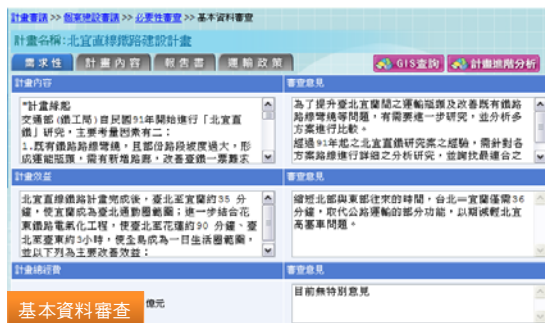 計畫審議 >> 個案建設審議 >> 必要性審查 >> 基本資料審查
計畫名稱:北宜直線鐵路建設計畫
需求性 計畫內容 報告書 運輸政策 GIS查詢 計畫進階分析
計畫內容
審查意見
"計畫緣起
交通部 (鐵工局) 自民國91年開始進行「北宜直
鐵」研究，主要考量因素有二：
1.既有鐵路路線彎繞，且部份路段坡度過大，形
成運能瓶頸，需有新增路廊，改善臺鐵一票難求
為了提升臺北宜蘭間之運輸瓶頸及改善既有鐵路
路線彎繞等問題，有需要進一步研究，並分析多
方案進行比較。
經過91年起之北宜直鐵研究案之經驗，需針對各
方案路線進行詳細之分析研究，並詢找最適合之
計畫效益
審查意見
北宜直線鐵路計畫完成後，臺北至宜蘭約35 分
鐘，使宜蘭成為臺北通勤圈範圍；進一步結合花
東鐵路電氣化工程，使臺北至花蓮約90 分鐘、臺
北至臺東約3小時，使全島成為一日生活圈範圍，
並以下列為主要改善效益：
縮短北部與東部往來的時間，台北=宜蘭僅需36
分鐘，取代公路運輸的部分功能，以期減輕北宜
高塞車問題。
計畫總經費
審查意見
億元
目前無特別意見
基本資料審查